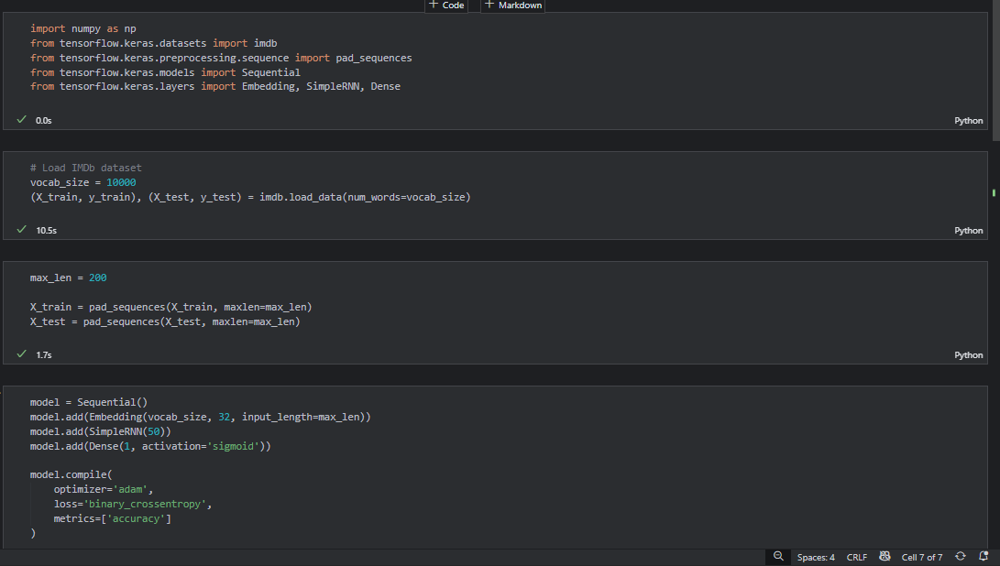 + Code + Markdown
import numpy as np
from tensorflow.keras.datasets import imdb
from tensorflow.keras.preprocessing.sequence import pad_sequences
from tensorflow.keras.models import Sequential
from tensorflow.keras.layers import Embedding, SimpleRNN, Dense
0.0s Python
# Load IMDb dataset
vocab_size = 10000
(X_train, y_train), (X_test, y_test) = imdb.load_data(num_words=vocab_size)
10.5s Python
max_len = 200
X_train = pad_sequences(X_train, maxlen=max_len)
X_test = pad_sequences(X_test, maxlen=max_len)
1.7s Python
model = Sequential()
model.add(Embedding(vocab_size, 32, input_length=max_len))
model.add(SimpleRNN(50))
model.add(Dense(1, activation='sigmoid'))
model.compile(
    optimizer='adam',
    loss='binary_crossentropy',
    metrics=['accuracy']
)
Spaces: 4 CRLF Cell 7 of 7